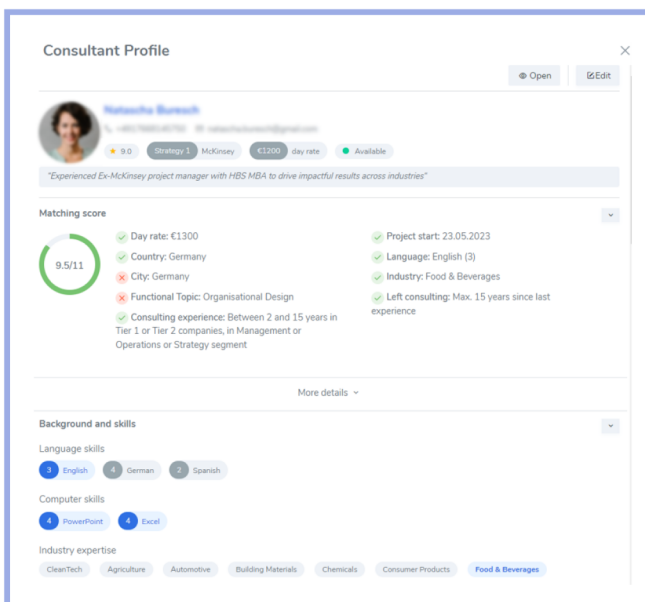 Consultant Profile
Open
Edit
9.0
Strategy 1 McKinsey
€1200 day rate
Available
"Experienced Ex-McKinsey project manager with HBS MBA to drive impactful results across industries"
Matching score
9.5/11
Day rate: €1300
Country: Germany
City: Germany
Functional Topic: Organisational Design
Consulting experience: Between 2 and 15 years in
Tier 1 or Tier 2 companies, in Management or
Operations or Strategy segment
Project start: 23.05.2023
Language: English (3)
Industry: Food & Beverages
Left consulting: Max. 15 years since last
experience
More details
Background and skills
Language skills
3 English 4 German 2 Spanish
Computer skills
4 PowerPoint 4 Excel
Industry expertise
CleanTech Agriculture Automotive Building Materials Chemicals Consumer Products Food & Beverages